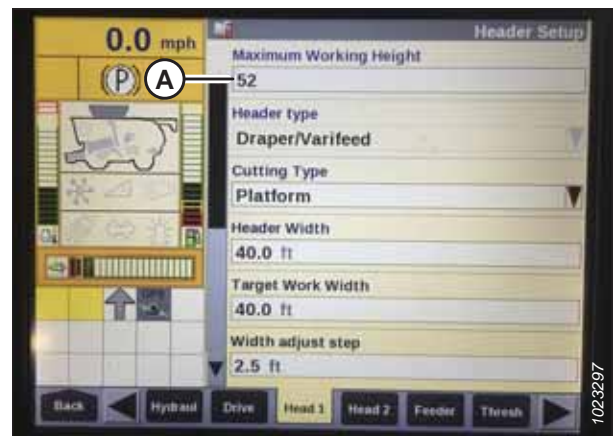 0.0 mph
Header Setup
Maximum Working Height
(P)
A
52
Header type
Draper/Varifeed
Cutting Type
Platform
Header Width
40.0 ft
Target Work Width
40.0 ft
Width adjust step
2.5 ft
Back
Hydraul
Drive
Head 1
Head 2
Feeder
Thresh
1023297